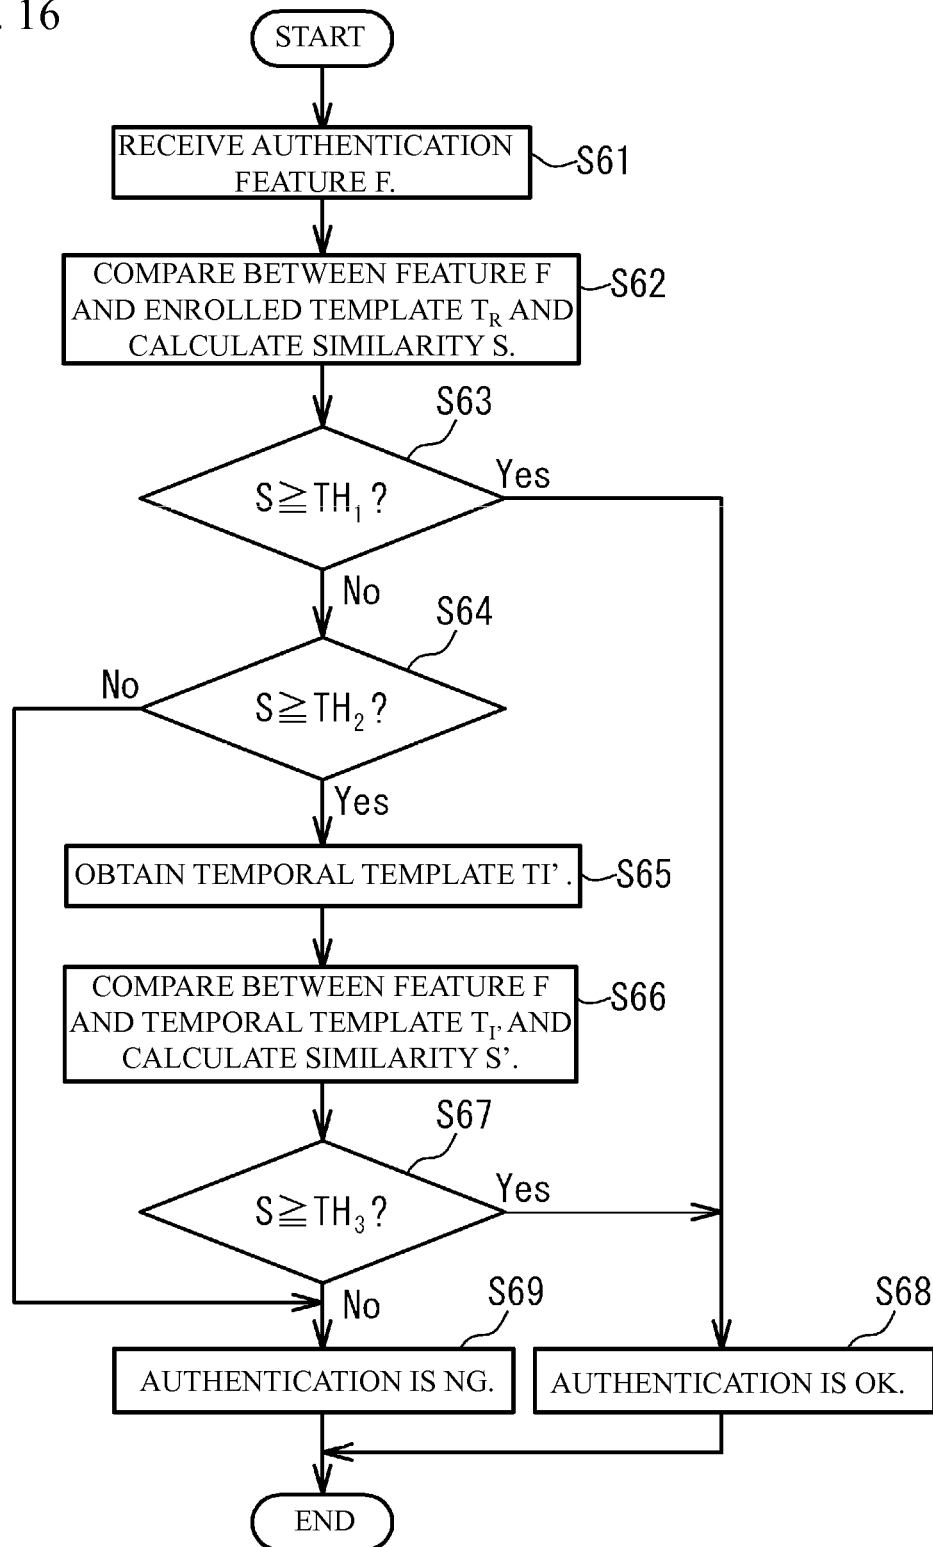 . 16
START
RECEIVE AUTHENTICATION
FEATURE F.
S61
COMPARE BETWEEN FEATURE F
AND ENROLLED TEMPLATE T_R AND
CALCULATE SIMILARITY S.
S62
S63
S≧TH₁?
Yes
No
S64
S≧TH₂?
No
Yes
OBTAIN TEMPORAL TEMPLATE TI’ .
S65
COMPARE BETWEEN FEATURE F
AND TEMPORAL TEMPLATE T_I’ AND
CALCULATE SIMILARITY S’.
S66
S67
S≧TH₃?
Yes
No
S69
S68
AUTHENTICATION IS NG.
AUTHENTICATION IS OK.
END